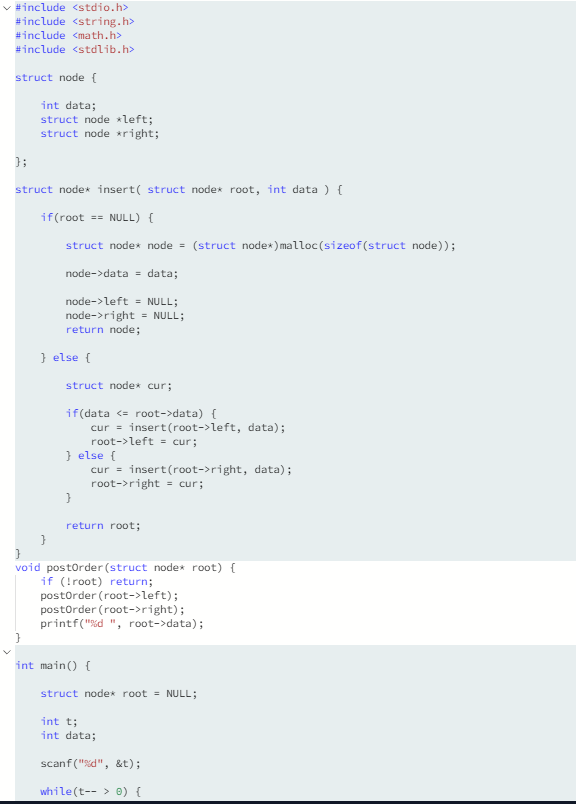 #include <stdio.h>
#include <string.h>
#include <math.h>
#include <stdlib.h>
struct node {
    int data;
    struct node *left;
    struct node *right;
};
struct node* insert( struct node* root, int data ) {
    if(root == NULL) {
        struct node* node = (struct node*)malloc(sizeof(struct node));
        node->data = data;
        node->left = NULL;
        node->right = NULL;
        return node;
    } else {
        struct node* cur;
        if(data <= root->data) {
            cur = insert(root->left, data);
            root->left = cur;
        } else {
            cur = insert(root->right, data);
            root->right = cur;
        }
        return root;
    }
}
void postOrder(struct node* root) {
    if (!root) return;
    postOrder(root->left);
    postOrder(root->right);
    printf("%d ", root->data);
}
int main() {
    struct node* root = NULL;
    int t;
    int data;
    scanf("%d", &t);
    while(t-- > 0) {